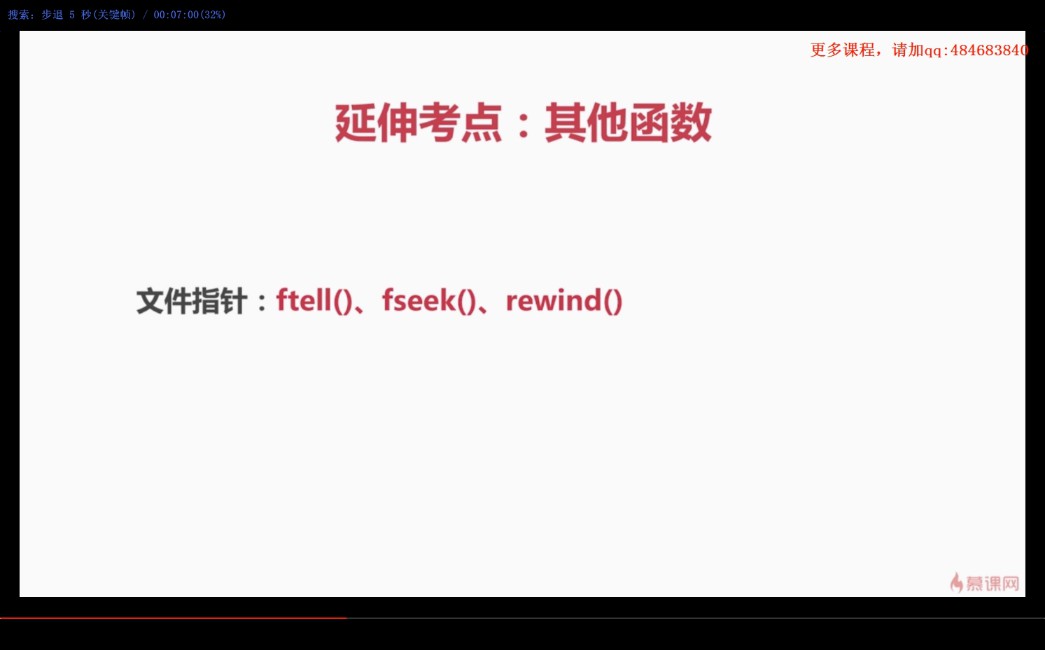 搜索: 步退 5 秒(关键帧) / 00:07:00(32%)
更多课程，请加qq:484683840
延伸考点：其他函数
文件指针：ftell()、fseek()、rewind()
慕课网